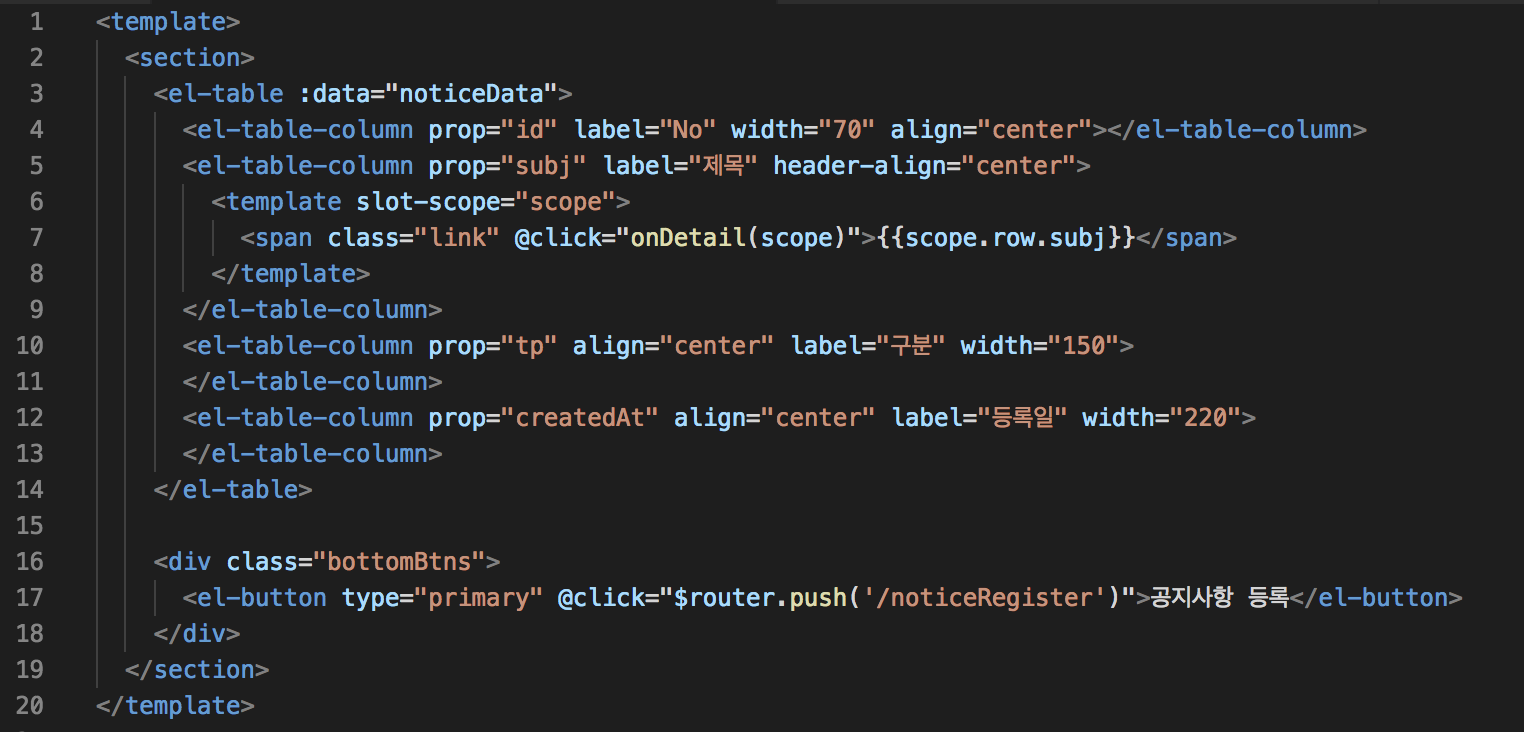 1 <template>
2 <section>
3 <el-table :data="noticeData">
4 <el-table-column prop="id" label="No" width="70" align="center"></el-table-column>
5 <el-table-column prop="subj" label="제목" header-align="center">
6 <template slot-scope="scope">
7 <span class="link" @click="onDetail(scope)">{{scope.row.subj}}</span>
8 </template>
9 </el-table-column>
10 <el-table-column prop="tp" align="center" label="구분" width="150">
11 </el-table-column>
12 <el-table-column prop="createdAt" align="center" label="등록일" width="220">
13 </el-table-column>
14 </el-table>
15
16 <div class="bottomBtns">
17 <el-button type="primary" @click="$router.push('/noticeRegister')">공지사항 등록</el-button>
18 </div>
19 </section>
20 </template>